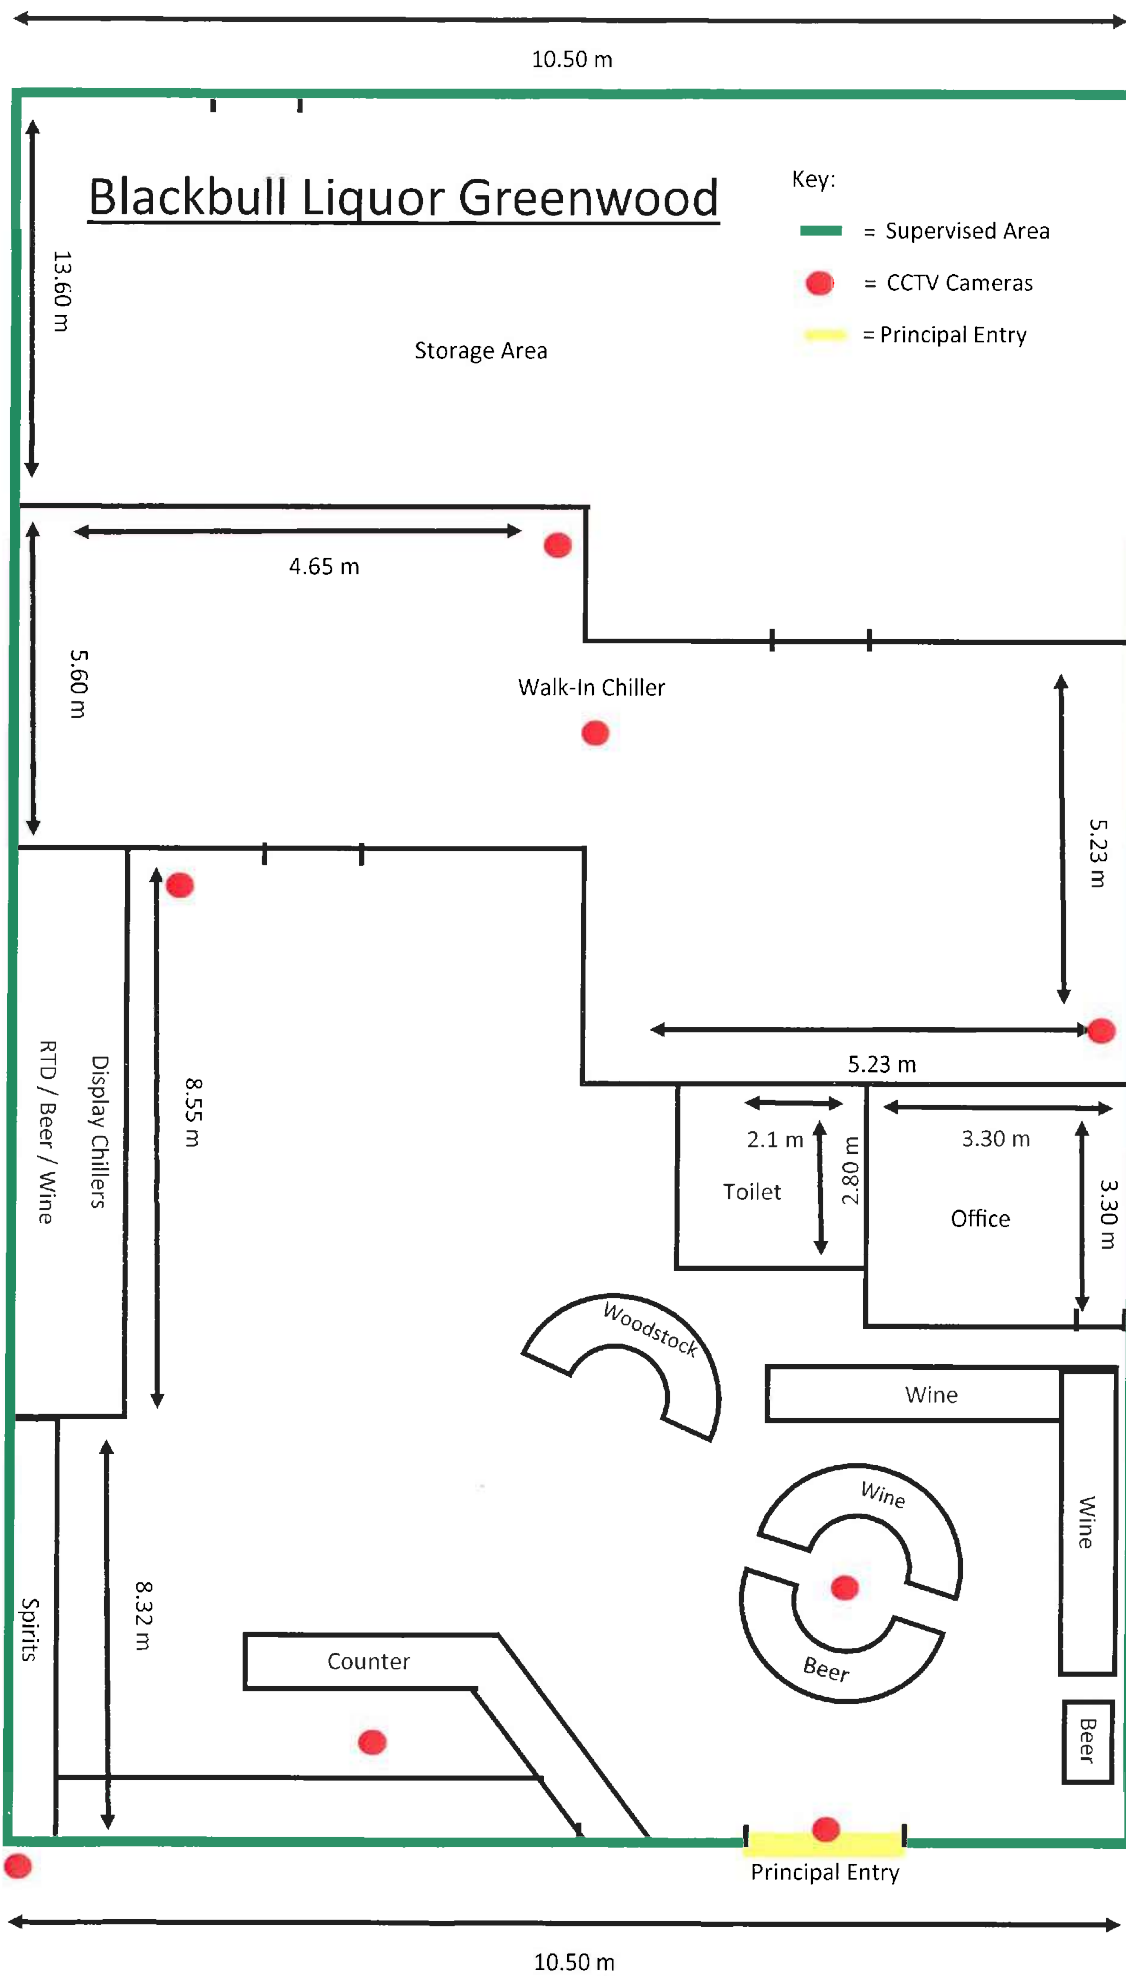 10.50 m
Blackbull Liquor Greenwood
Key:
= Supervised Area
= CCTV Cameras
= Principal Entry
13.60 m
Storage Area
4.65 m
5.60 m
Walk-In Chiller
5.23 m
5.23 m
Display Chillers
RTD / Beer / Wine
8.55 m
2.1 m
2.80 m
Toilet
3.30 m
3.30 m
Office
Woodstock
Wine
Wine
Wine
Beer
Beer
Spirits
8.32 m
Counter
Principal Entry
10.50 m